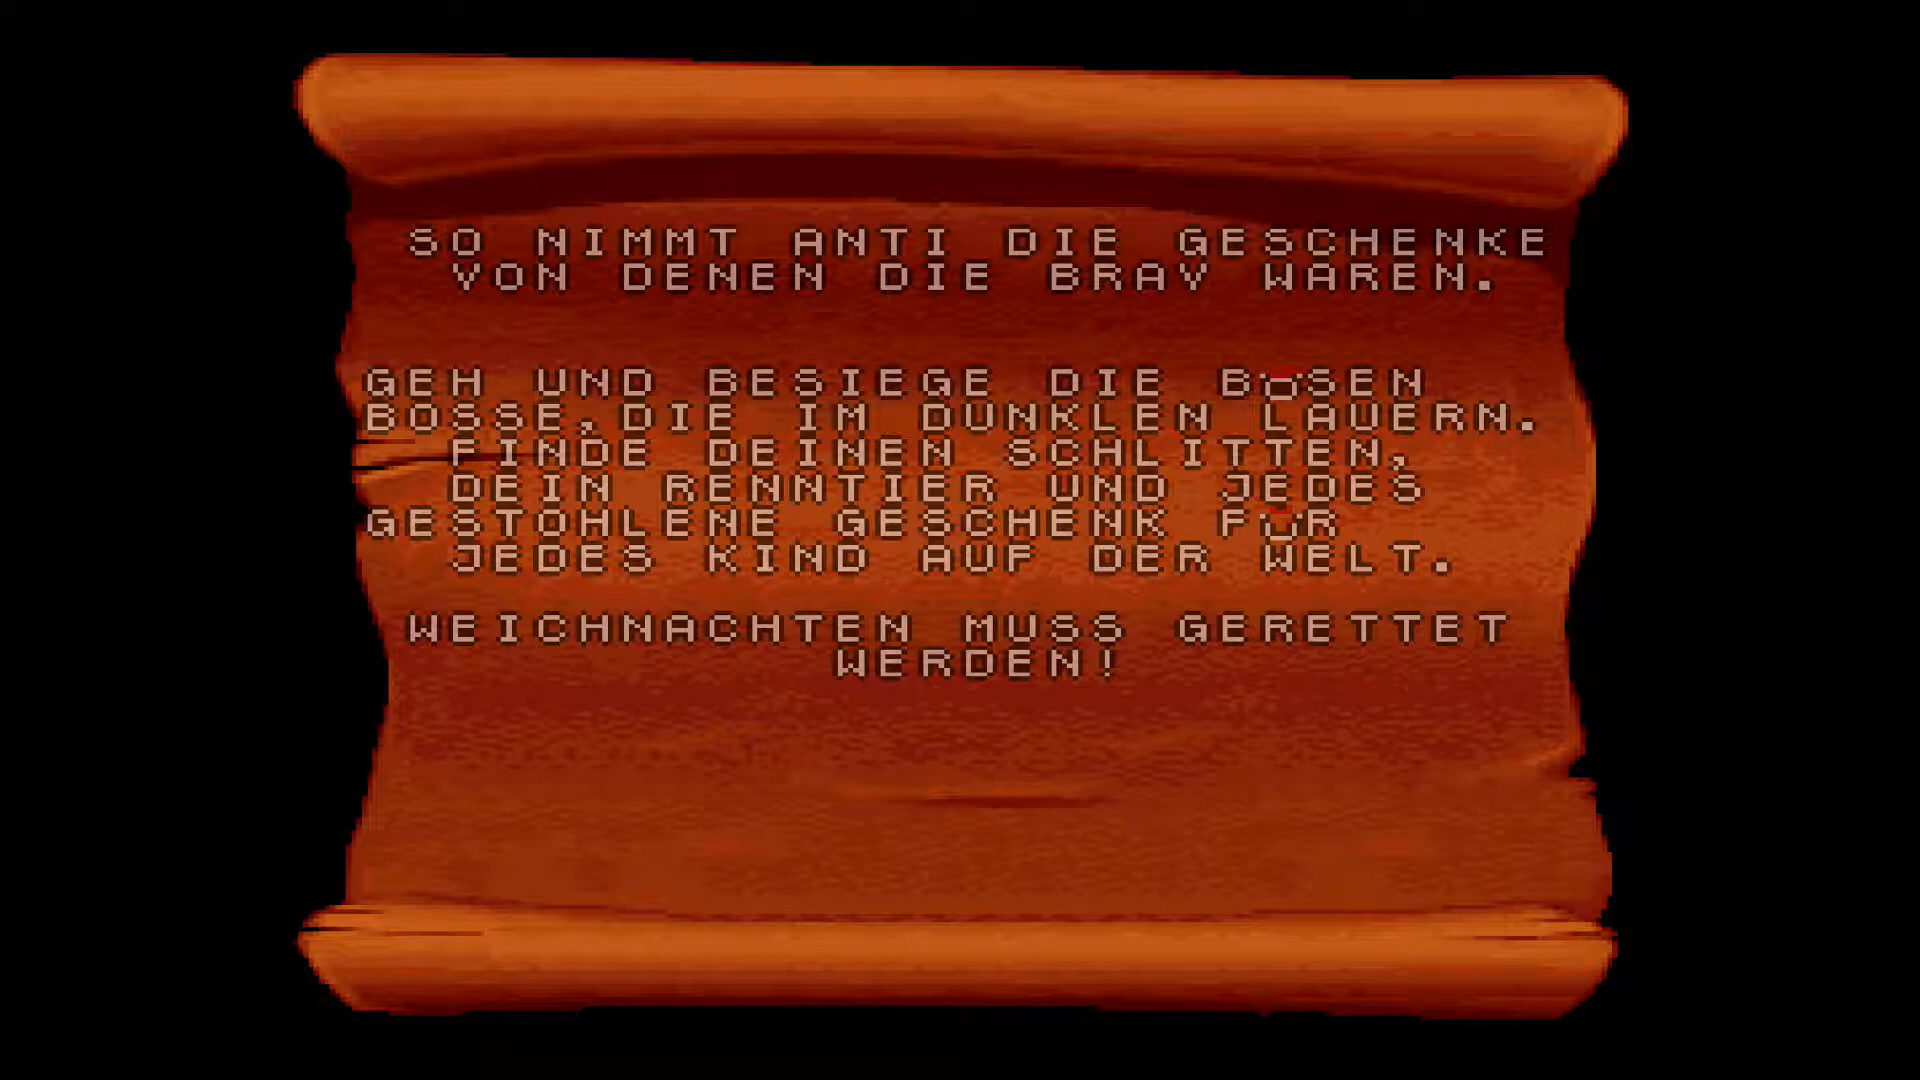 SO NIMMT ANTI DIE GESCHENKE
VON DENEN DIE BRAV WAREN.
GEH UND BESIEGE DIE BÖSEN
BOSSE,DIE IM DUNKLEN LAUERN.
FINDE DEINEN SCHLITTEN,
DEIN RENNTIER UND JEDES
GESTOHLENE GESCHENK FÜR
JEDES KIND AUF DER WELT.
WEICHNACHTEN MUSS GERETTET
WERDEN!